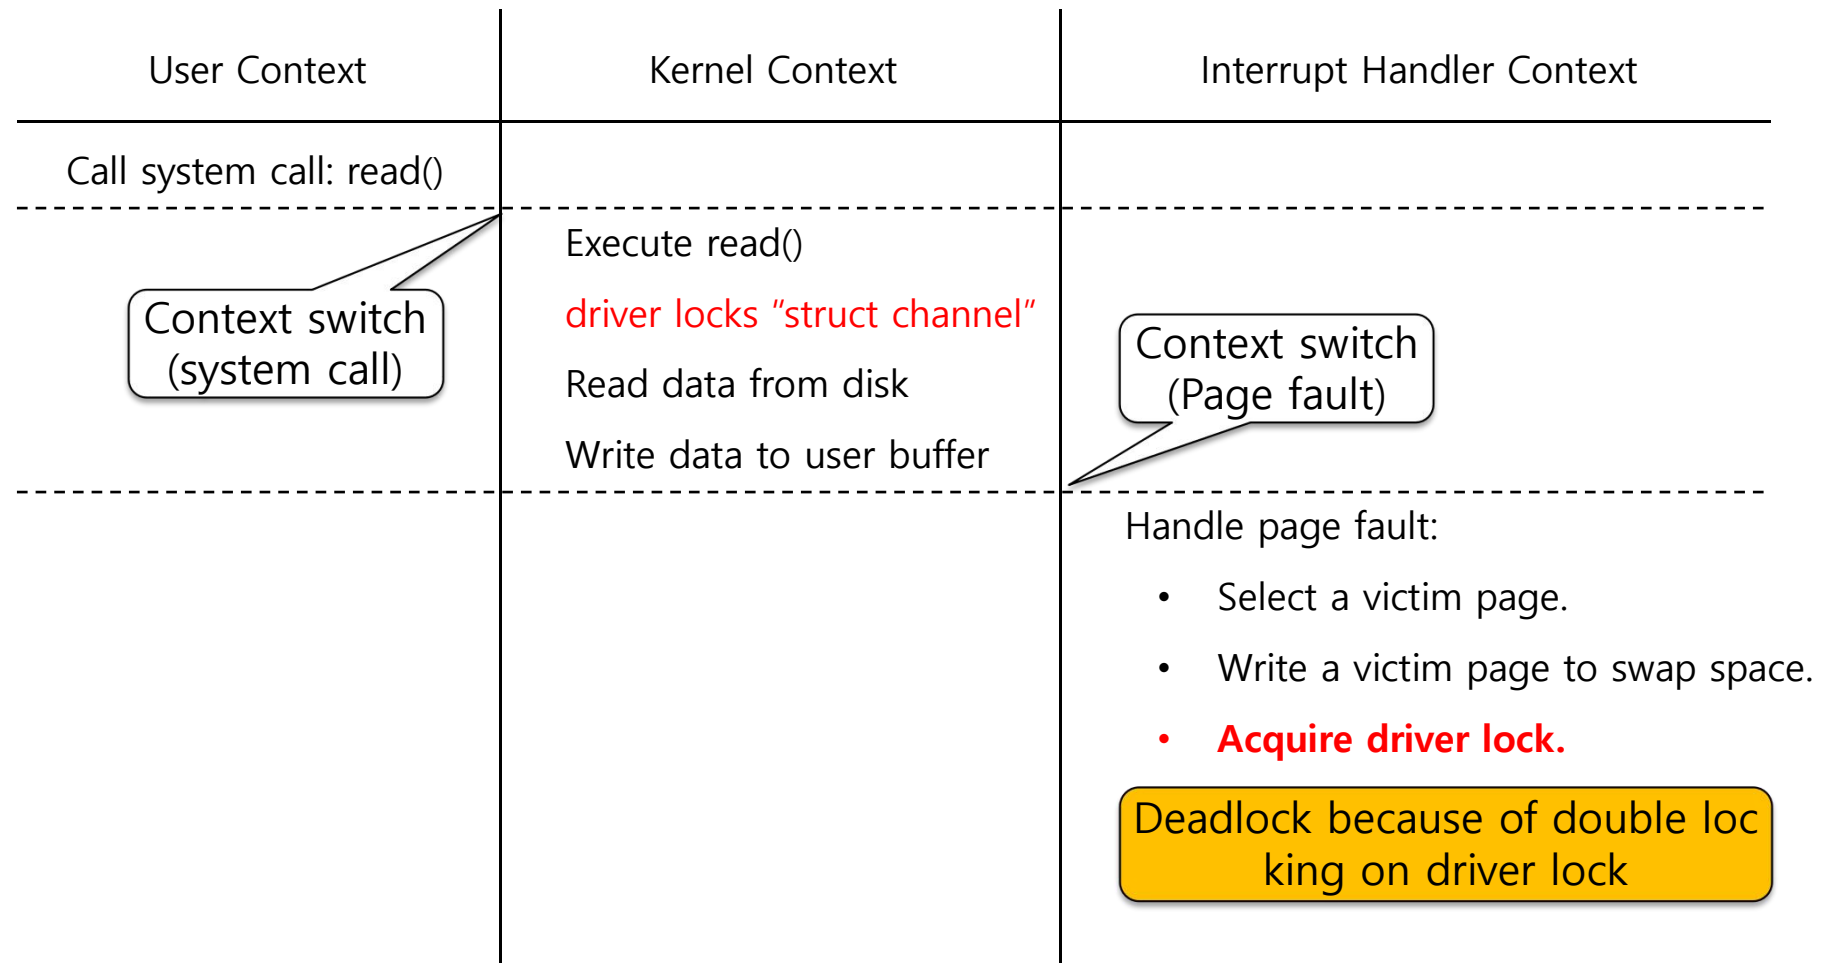 User Context
Kernel Context
Interrupt Handler Context
Call system call: read()
Context switch
(system call)
Execute read()
driver locks “struct channel”
Read data from disk
Write data to user buffer
Context switch
(Page fault)
Handle page fault:
• Select a victim page.
• Write a victim page to swap space.
• Acquire driver lock.
Deadlock because of double loc
king on driver lock